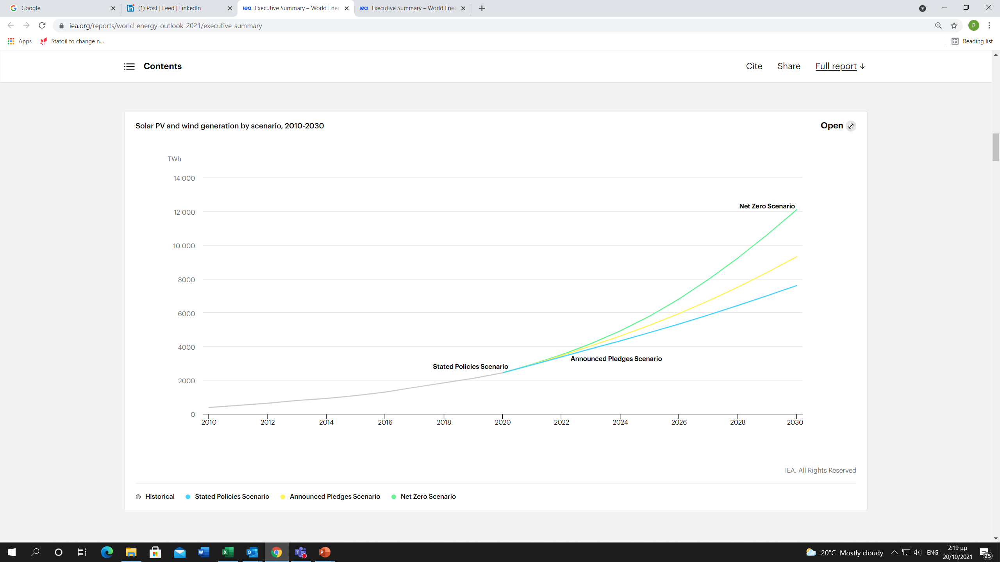 Google
(1) Post | Feed | LinkedIn
iea Executive Summary – World Ener
iea Executive Summary – World Ener
iea.org/reports/world-energy-outlook-2021/executive-summary
P
Apps
Statoil to change n...
Reading list
Contents
Cite
Share
Full report ↓
Solar PV and wind generation by scenario, 2010-2030
Open
TWh
14 000
Net Zero Scenario
12 000
10 000
8000
6000
4000
Announced Pledges Scenario
Stated Policies Scenario
2000
0
2010 2012 2014 2016 2018 2020 2022 2024 2026 2028 2030
IEA. All Rights Reserved
Historical
Stated Policies Scenario
Announced Pledges Scenario
Net Zero Scenario
20°C Mostly cloudy
ENG
2:19 μμ
20/10/2021
25